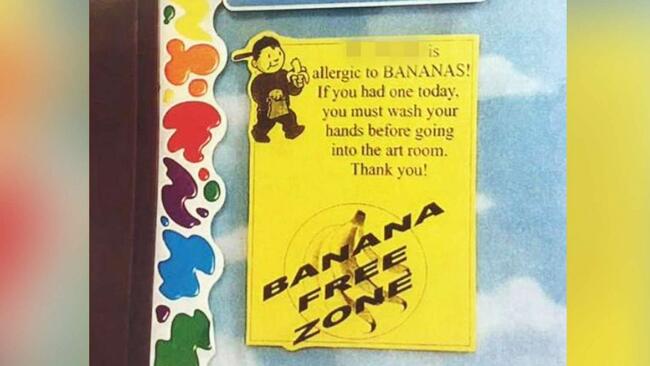 is
allergic to BANANAS!
If you had one today,
you must wash your
hands before going
into the art room.
Thank you!
BANANA
FREE
ZONE